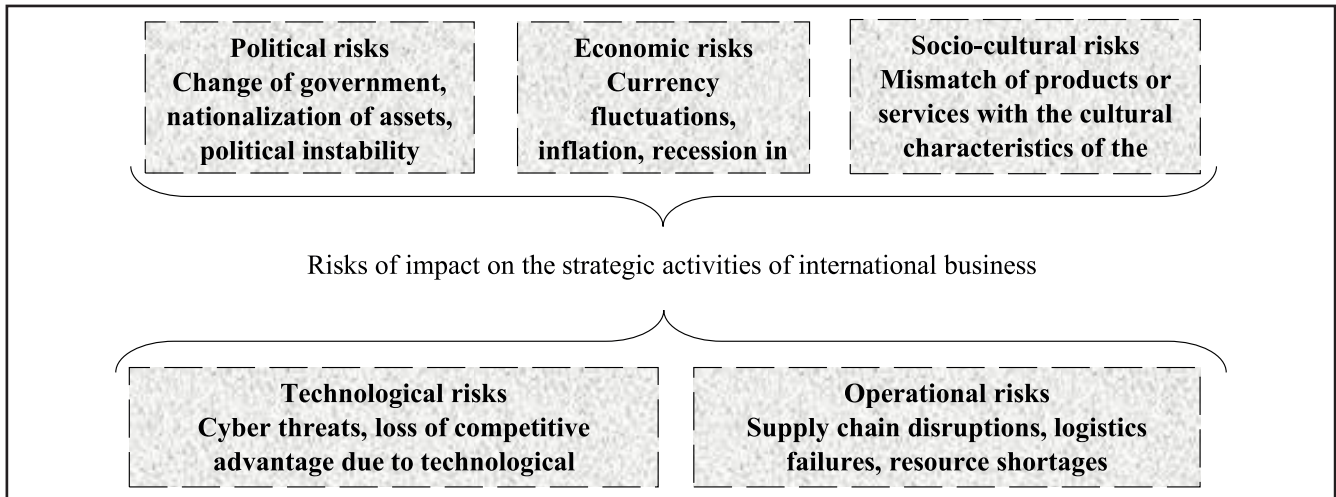 Political risks
Change of government,
nationalization of assets,
political instability
Economic risks
Currency
fluctuations,
inflation, recession in
Socio-cultural risks
Mismatch of products or
services with the cultural
characteristics of the
Risks of impact on the strategic activities of international business
Technological risks
Cyber threats, loss of competitive
advantage due to technological
Operational risks
Supply chain disruptions, logistics
failures, resource shortages